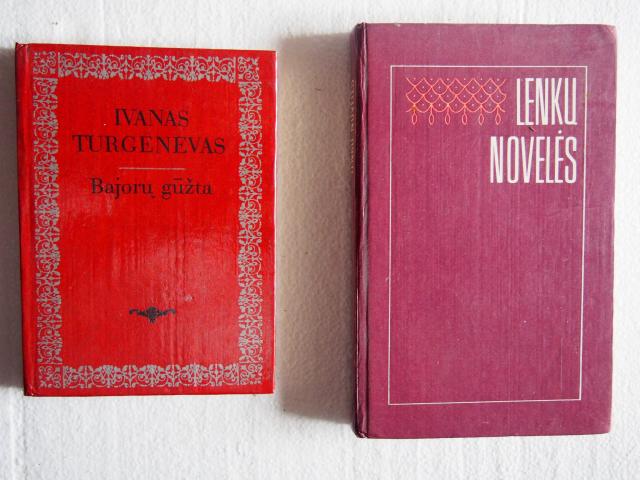 IVANAS
TURGENEVAS
Bajorų gūžta
LENKŲ
NOVELĖS